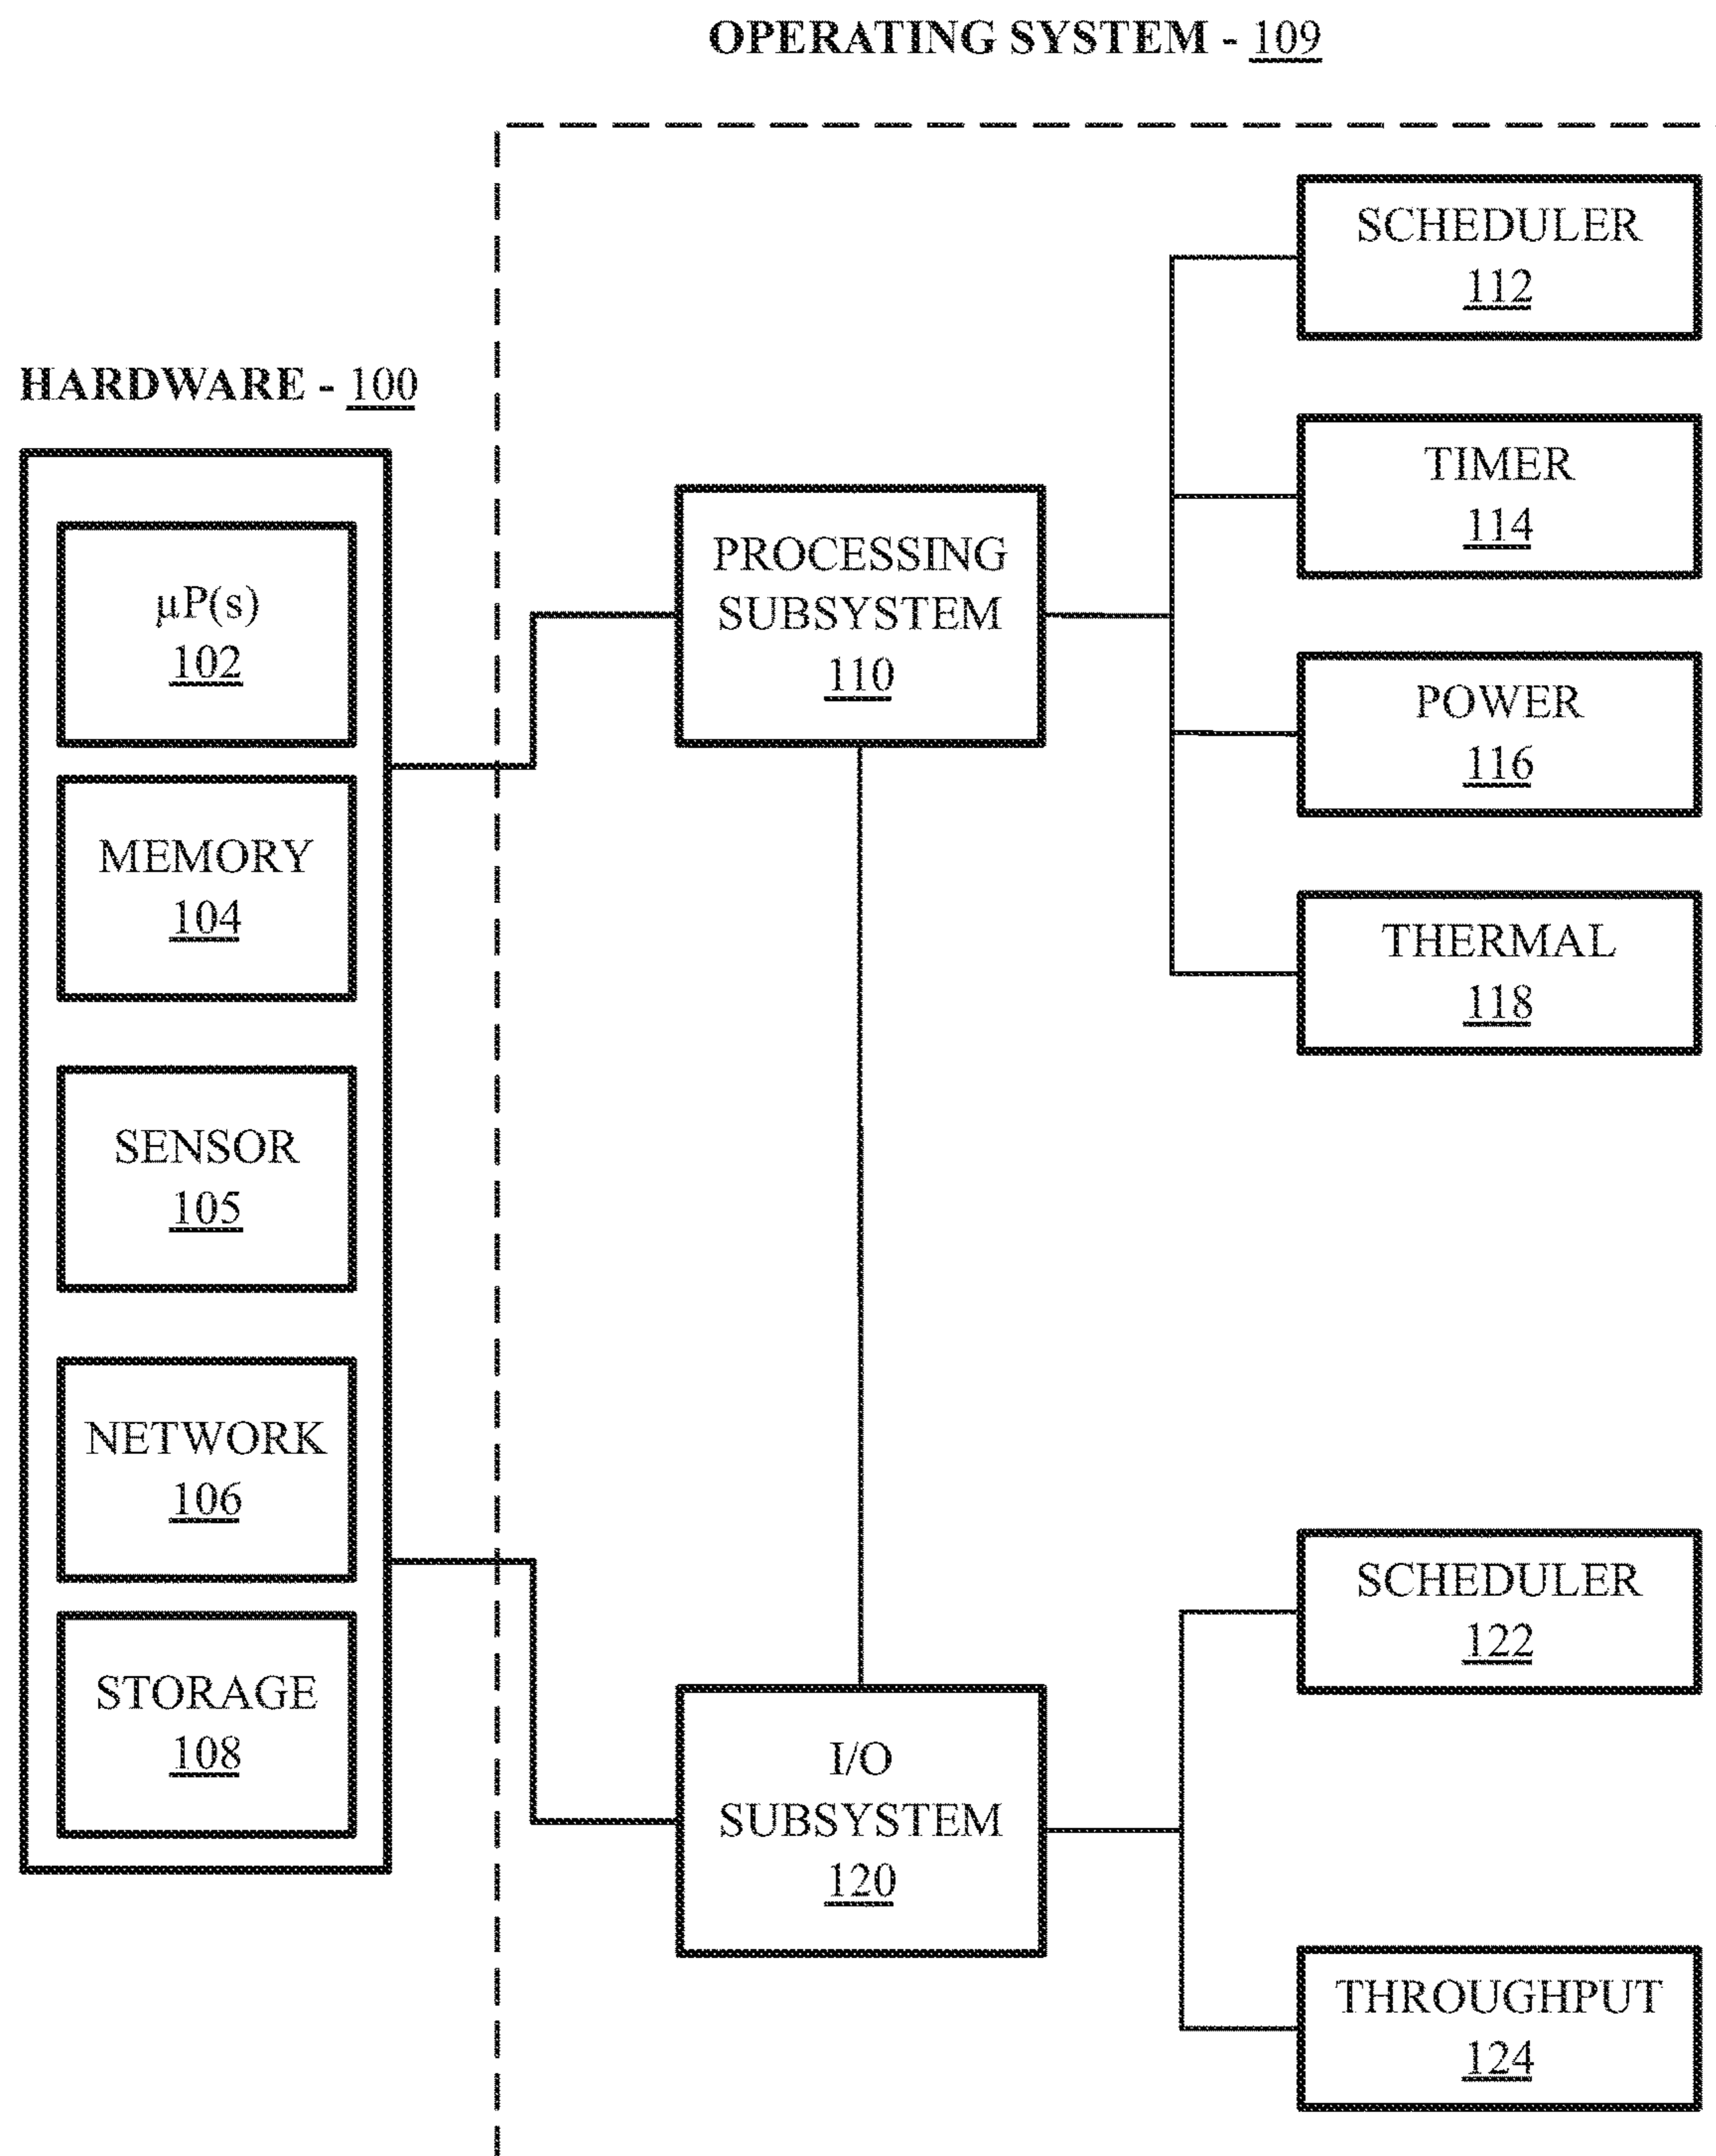 OPERATING SYSTEM - 109
HARDWARE - 100
µP(s)
102
MEMORY
104
SENSOR
105
NETWORK
106
STORAGE
108
PROCESSING
SUBSYSTEM
110
I/O
SUBSYSTEM
120
SCHEDULER
112
TIMER
114
POWER
116
THERMAL
118
SCHEDULER
122
THROUGHPUT
124